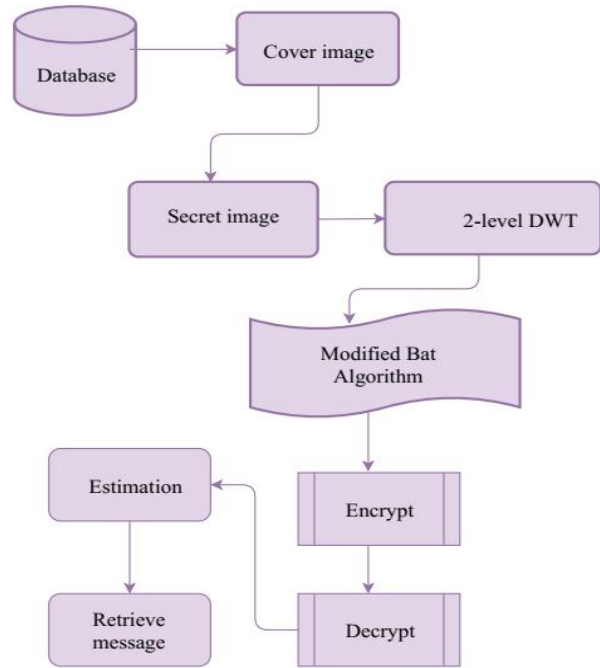 Database
Cover image
Secret image
2-level DWT
Modified Bat
Algorithm
Encrypt
Decrypt
Estimation
Retrieve
message